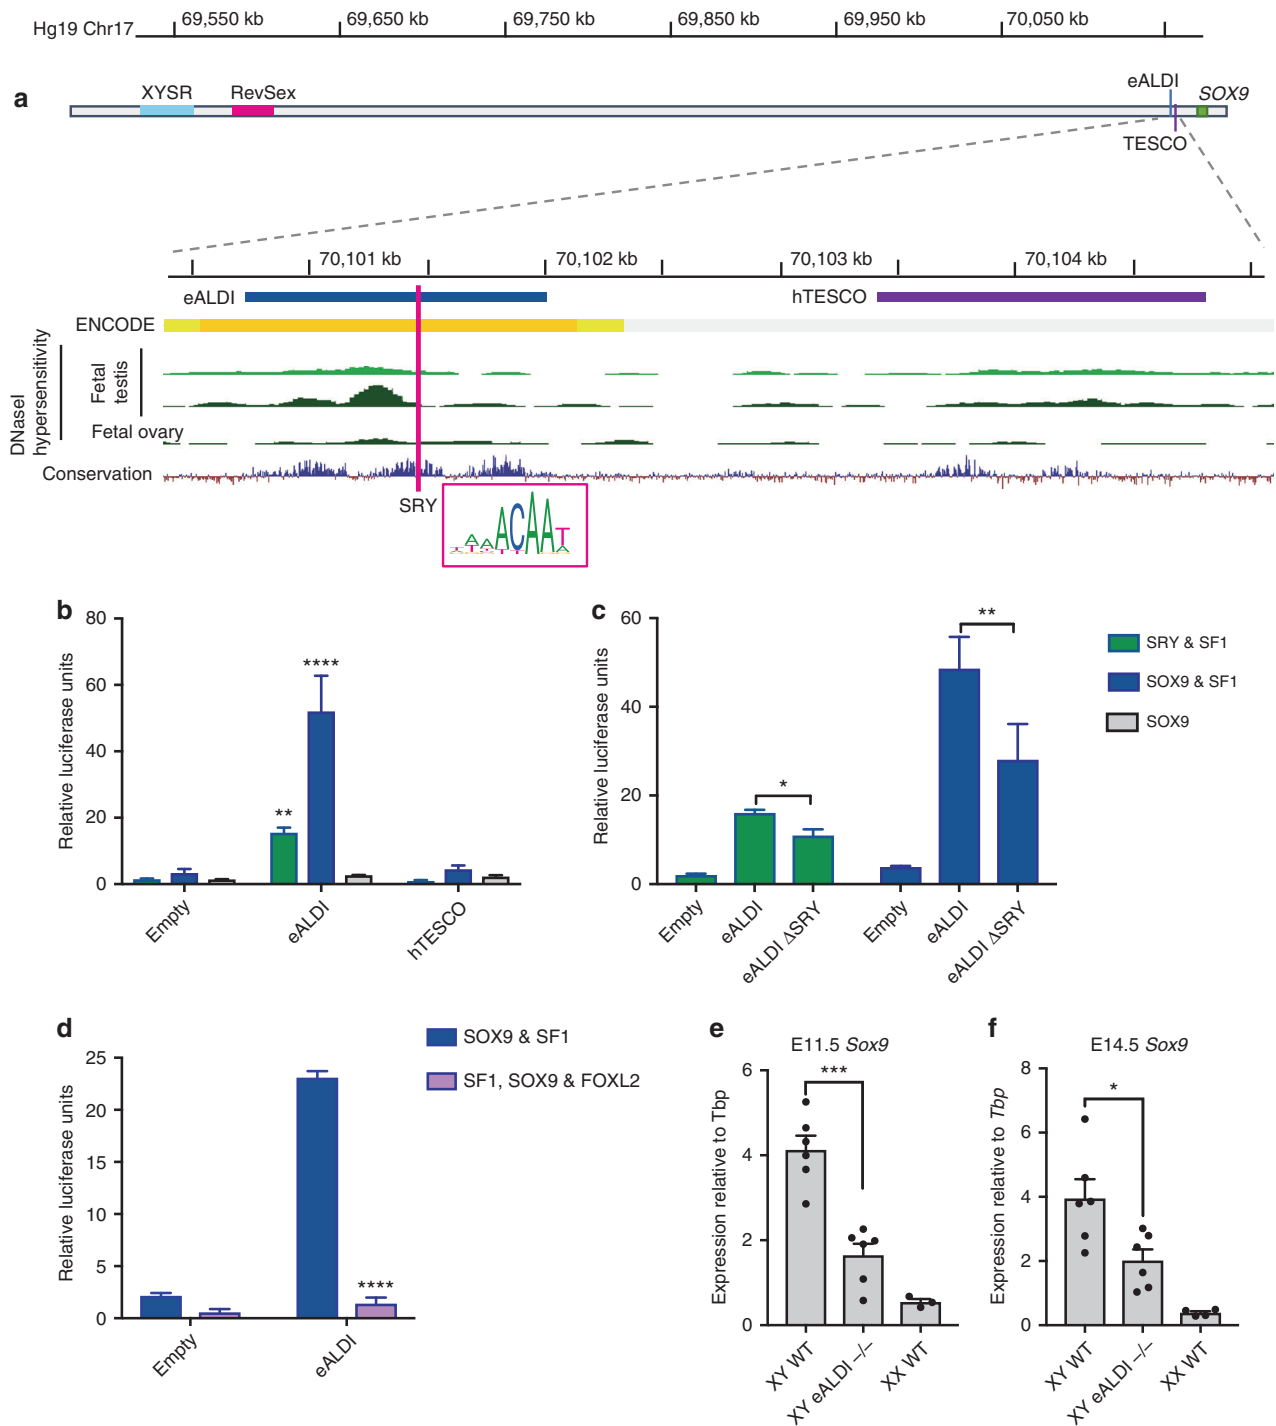 69,550 kb 69,650 kb 69,750 kb 69,850 kb 69,950 kb 70,050 kb
Hg19 Chr17
a
XYSR RevSex eALDI SOX9
TESCO
70,101 kb 70,102 kb 70,103 kb 70,104 kb
eALDI hTESCO
ENCODE
DNaseI hypersensitivity
Fetal testis
Fetal ovary
Conservation
SRY
ACAAT
b
80
60
40
20
0
Relative luciferase units
**
****
Empty eALDI hTESCO
c
60
40
20
0
Relative luciferase units
*
**
Empty eALDI eALDI ΔSRY Empty eALDI eALDI ΔSRY
SRY & SF1
SOX9 & SF1
SOX9
d
25
20
15
10
5
0
Relative luciferase units
****
Empty eALDI
SOX9 & SF1
SF1, SOX9 & FOXL2
e
E11.5 Sox9
6
4
2
0
Expression relative to Tbp
***
XY WT XY eALDI –/– XX WT
f
E14.5 Sox9
8
6
4
2
0
Expression relative to Tbp
*
XY WT XY eALDI –/– XX WT